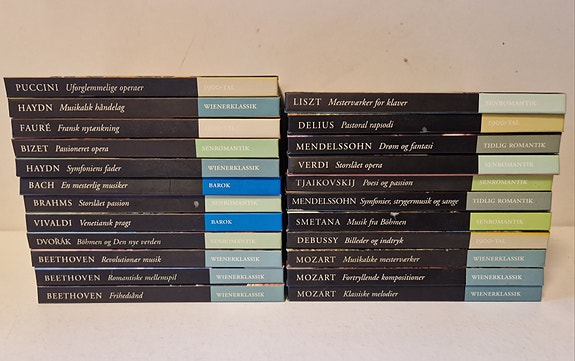 PUCCINI Uforglemmelige operaer 1900-TAL
HAYDN Musikalsk håndelag WIENERKLASSIK
FAURÉ Fransk nytænkning
BIZET Passioneret opera SENROMANTIK
HAYDN Symfoniens fader WIENERKLASSIK
BACH En mesterlig musiker BAROK
BRAHMS Storslået passion SENROMANTIK
VIVALDI Venetiansk pragt BAROK
DVOŘÁK Böhmen og Den nye verden SENROMANTIK
BEETHOVEN Revolutionær musik WIENERKLASSIK
BEETHOVEN Romantiske mellemspil WIENERKLASSIK
BEETHOVEN Frihedsånd WIENERKLASSIK
LISZT Mesterværker for klaver SENROMANTIK
DELIUS Pastoral rapsodi 1900-TAL
MENDELSSOHN Drøm og fantasi TIDLIG ROMANTIK
VERDI Storslået opera SENROMANTIK
TJAJKOVSKIJ Poesi og passion SENROMANTIK
MENDELSSOHN Symfonier, strygermusik og sange TIDLIG ROMANTIK
SMETANA Musik fra Böhmen SENROMANTIK
DEBUSSY Billeder og indtryk 1900-TAL
MOZART Musikalske mesterværker WIENERKLASSIK
MOZART Fortryllende kompositioner WIENERKLASSIK
MOZART Klassiske melodier WIENERKLASSIK